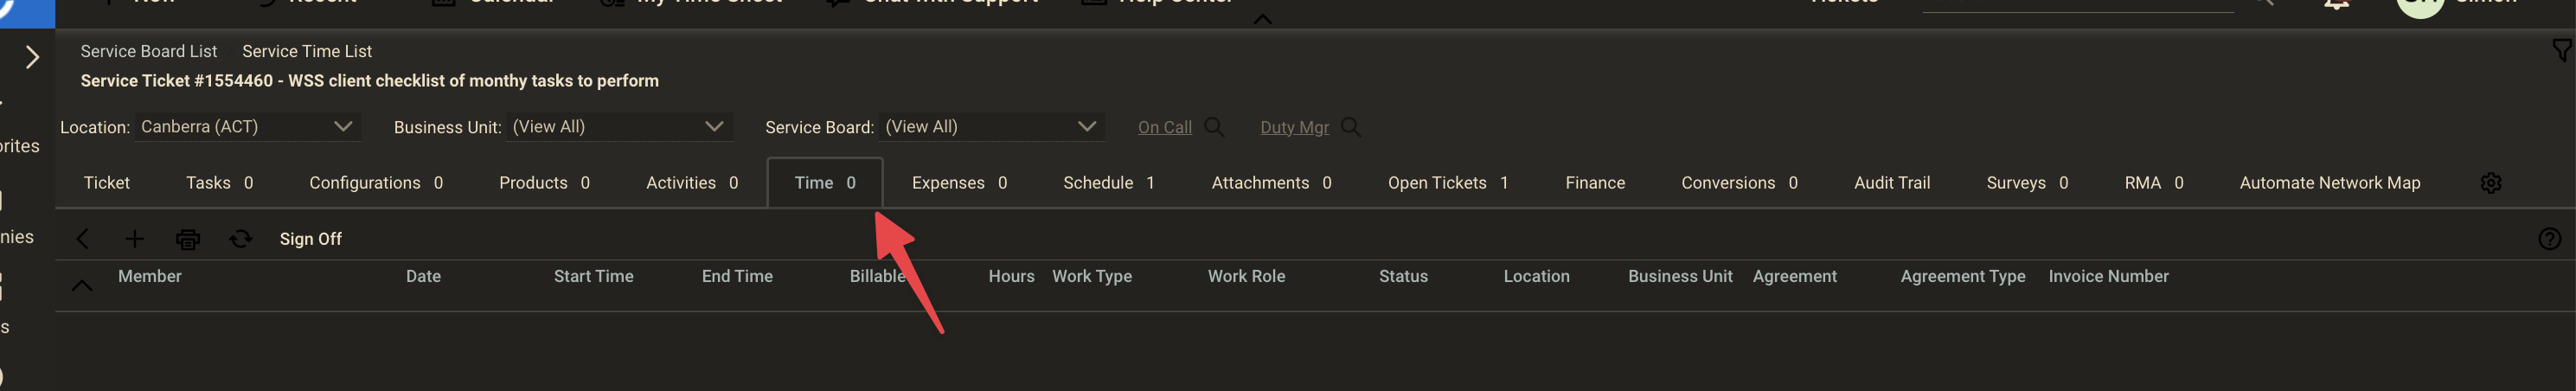 Service Board List Service Time List
Service Ticket #1554460 - WSS client checklist of monthy tasks to perform
Location: Canberra (ACT) Business Unit: (View All) Service Board: (View All) On Call Duty Mgr
Ticket Tasks 0 Configurations 0 Products 0 Activities 0 Time 0 Expenses 0 Schedule 1 Attachments 0 Open Tickets 1 Finance Conversions 0 Audit Trail Surveys 0 RMA 0 Automate Network Map
Sign Off
Member Date Start Time End Time Billable Hours Work Type Work Role Status Location Business Unit Agreement Agreement Type Invoice Number